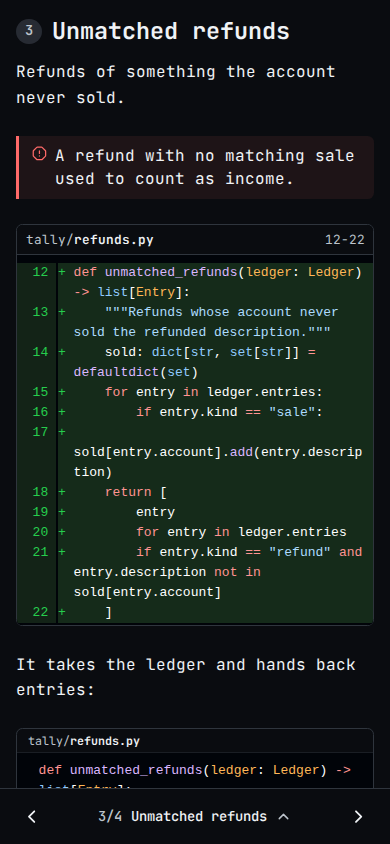 3 Unmatched refunds
Refunds of something the account
never sold.
A refund with no matching sale
used to count as income.
tally/refunds.py 12-22
12 + def unmatched_refunds(ledger: Ledger)
-> list[Entry]:
13 + """Refunds whose account never
sold the refunded description."""
14 + sold: dict[str, set[str]] =
defaultdict(set)
15 + for entry in ledger.entries:
16 + if entry.kind == "sale":
17 +
sold[entry.account].add(entry.descrip
tion)
18 + return [
19 + entry
20 + for entry in ledger.entries
21 + if entry.kind == "refund" and
entry.description not in
sold[entry.account]
22 + ]
It takes the ledger and hands back
entries:
tally/refunds.py
def unmatched_refunds(ledger: Ledger) ->
list[Entry]:
3/4 Unmatched refunds